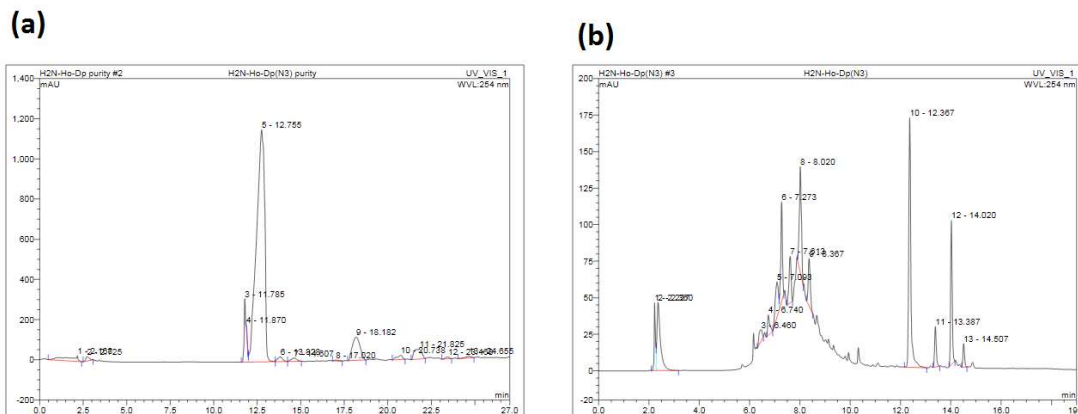 (a)
H2N-Ho-Dp purity #2 H2N-Ho-Dp(N3) purity UV_VIS_1
mAU WVL:254 nm
1,400
1,200
1,000
800
600
400
200
0
-200
5 - 12.755
3 - 11.785
4 - 11.870
9 - 18.182
11 - 21.825
8 - 17.020
0.0 2.5 5.0 7.5 10.0 12.5 15.0 17.5 20.0 22.5 27.0
min
(b)
H2N-Ho-Dp(N3) #3 H2N-Ho-Dp(N3) UV_VIS_1
mAU WVL:254 nm
200
175
150
125
100
75
50
25
0
-20
10 - 12.367
8 - 8.020
6 - 7.273
12 - 14.020
5 - 7.093
4 - 6.740
3 - 6.460
11 - 13.387
13 - 14.507
0.0 2.0 4.0 6.0 8.0 10.0 12.0 14.0 16.0
min